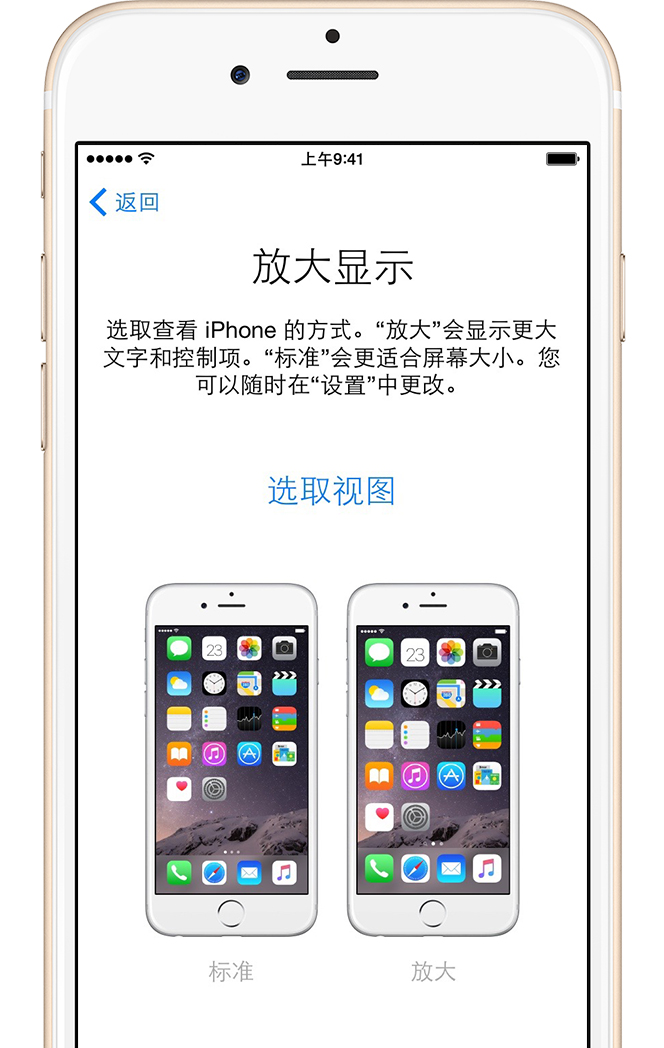 上午9:41
返回
放大显示
选取查看 iPhone 的方式。“放大”会显示更大
文字和控制项。“标准”会更适合屏幕大小。您
可以随时在“设置”中更改。
选取视图
23
23
标准
放大